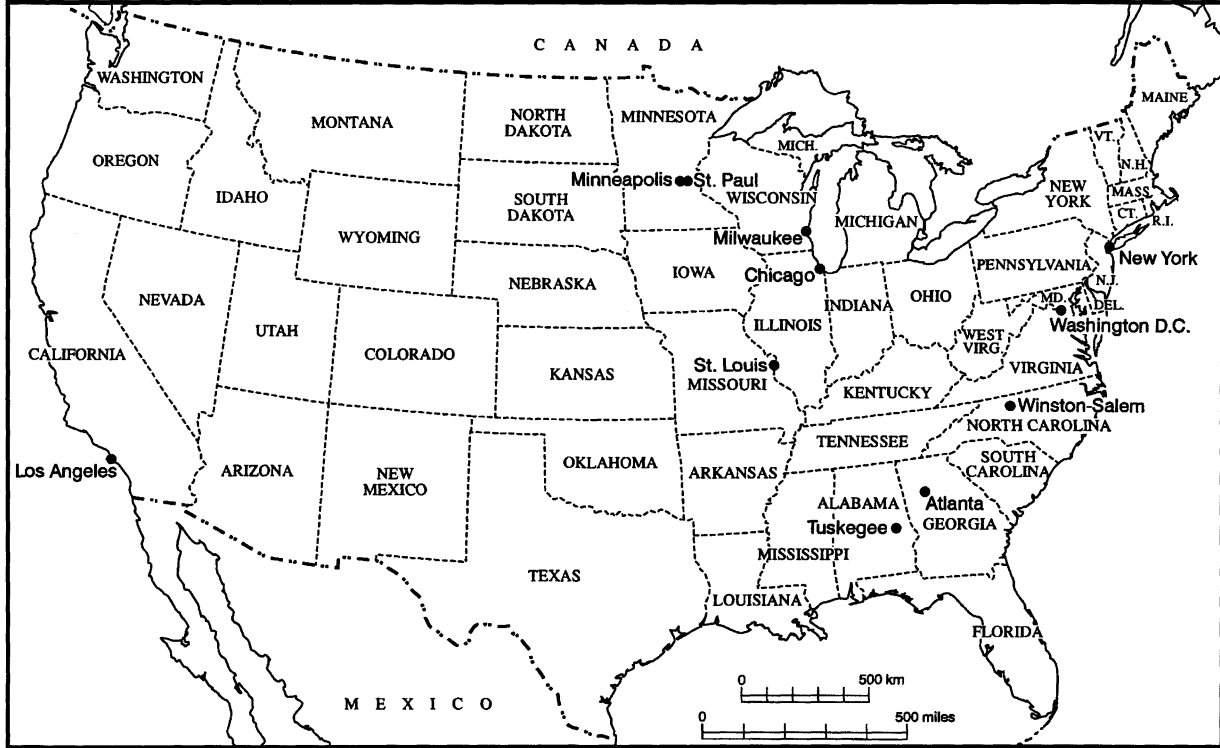 C A N A D A
WASHINGTON
MONTANA
NORTH
DAKOTA
MINNESOTA
MAINE
OREGON
IDAHO
MICH.
VT.
N.H.
Minneapolis
St. Paul
SOUTH
DAKOTA
WISCONSIN
MICHIGAN
NEW
YORK
MASS.
CT.
R.I.
WYOMING
Milwaukee
New York
IOWA
Chicago
PENNSYLVANIA
N.J.
NEBRASKA
NEVADA
INDIANA
OHIO
MD.
DEL.
UTAH
ILLINOIS
Washington D.C.
WEST
VIRG.
CALIFORNIA
COLORADO
KANSAS
St. Louis
MISSOURI
VIRGINIA
KENTUCKY
Winston-Salem
NORTH CAROLINA
TENNESSEE
Los Angeles
ARIZONA
NEW
MEXICO
OKLAHOMA
ARKANSAS
SOUTH
CAROLINA
ALABAMA
Atlanta
GEORGIA
Tuskegee
MISSISSIPPI
TEXAS
LOUISIANA
FLORIDA
M E X I C O
0 500 km
0 500 miles